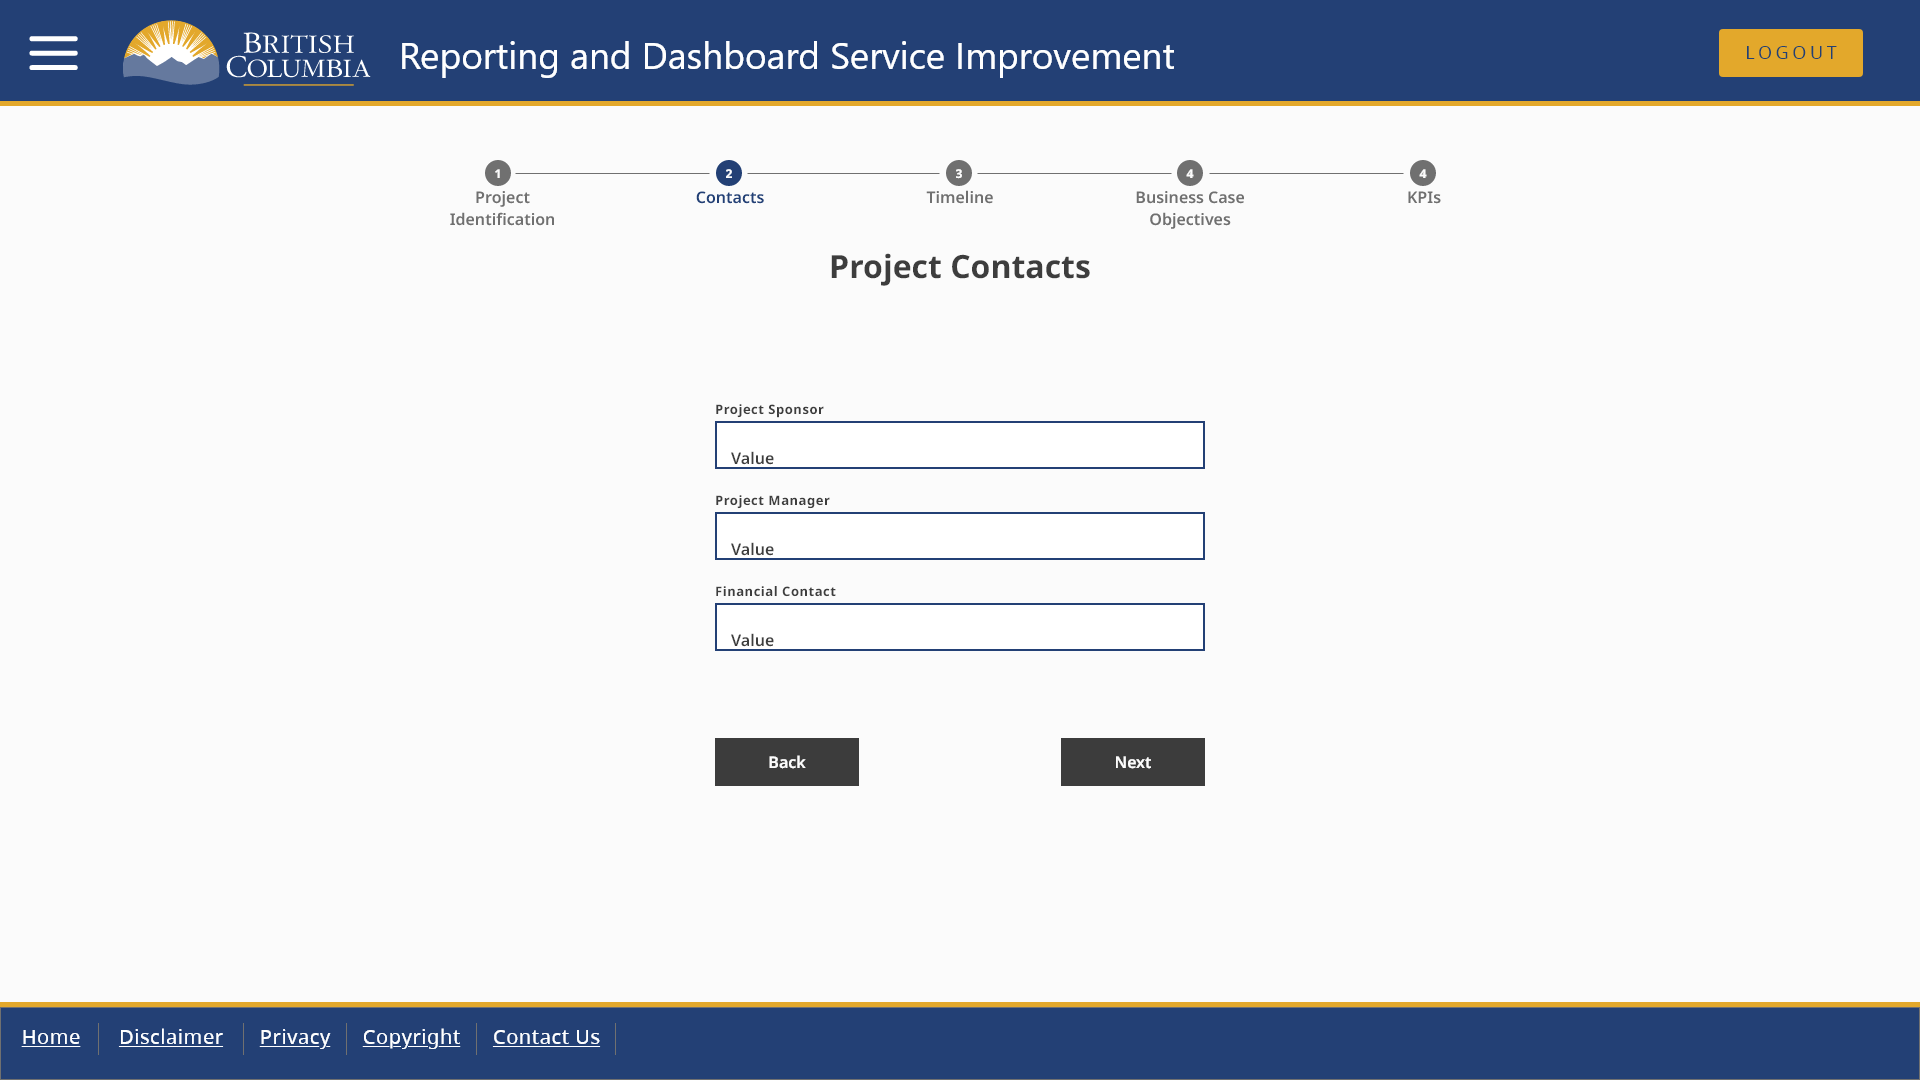 BRITISH
COLUMBIA
Reporting and Dashboard Service Improvement
LOGOUT
1
2
3
4
4
Project
Identification
Contacts
Timeline
Business Case
Objectives
KPIs
Project Contacts
Project Sponsor
Value
Project Manager
Value
Financial Contact
Value
Back
Next
Home
Disclaimer
Privacy
Copyright
Contact Us